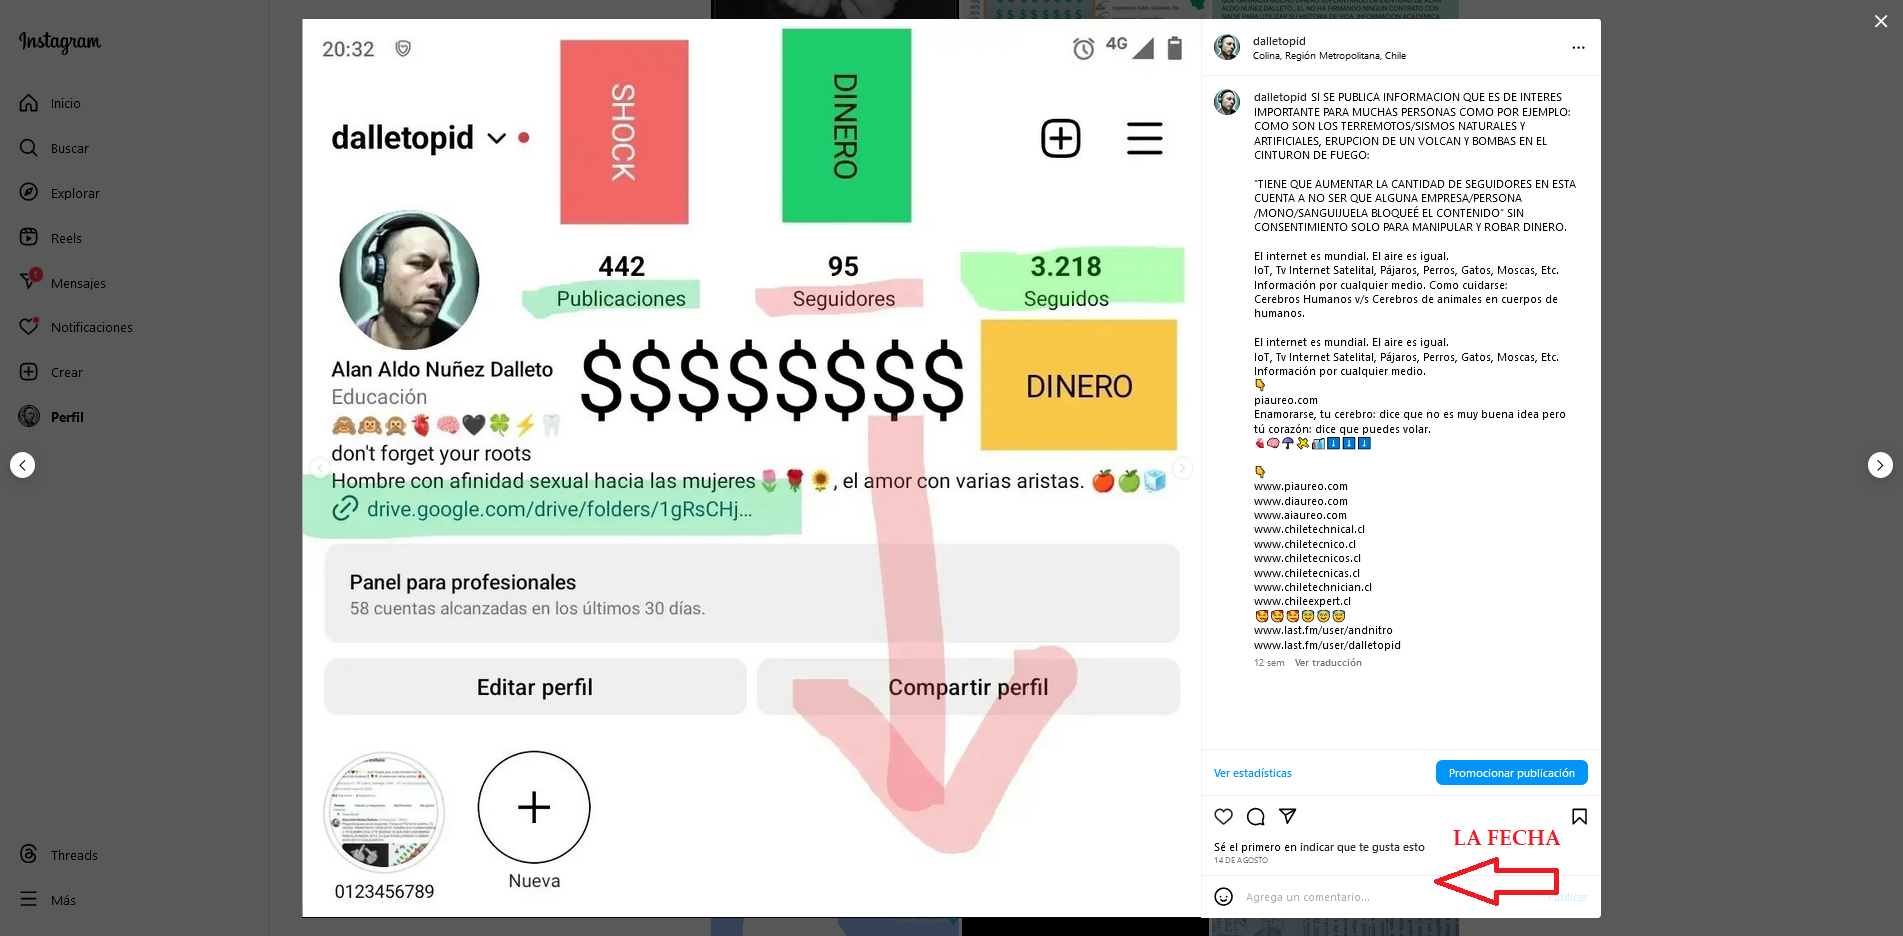 Instagram
Inicio
Buscar
Explorar
Reels
1
Mensajes
Notificaciones
Crear
Perfil
Threads
Más
20:32
4G
SHOCK
DINERO
dalletopid
442
Publicaciones
95
Seguidores
3.218
Seguidos
$$$$$$$$
DINERO
Alan Aldo Nuñez Dalleto
Educación
don't forget your roots
Hombre con afinidad sexual hacia las mujeres🌷🌹🌻, el amor con varias aristas. 🍎🍏🧊
drive.google.com/drive/folders/1gRsCHj...
Panel para profesionales
58 cuentas alcanzadas en los últimos 30 días.
Editar perfil
Compartir perfil
0123456789
Nueva
dalletopid
Colina, Región Metropolitana, Chile
dalletopid SI SE PUBLICA INFORMACION QUE ES DE INTERES
IMPORTANTE PARA MUCHAS PERSONAS COMO POR EJEMPLO:
COMO SON LOS TERREMOTOS/SISMOS NATURALES Y
ARTIFICIALES, ERUPCION DE UN VOLCAN Y BOMBAS EN EL
CINTURON DE FUEGO:
"TIENE QUE AUMENTAR LA CANTIDAD DE SEGUIDORES EN ESTA
CUENTA A NO SER QUE ALGUNA EMPRESA/PERSONA
/MONO/SANGUIJUELA BLOQUEÉ EL CONTENIDO" SIN
CONSENTIMIENTO SOLO PARA MANIPULAR Y ROBAR DINERO.
El internet es mundial. El aire es igual.
IoT, Tv Internet Satelital, Pájaros, Perros, Gatos, Moscas, Etc.
Información por cualquier medio. Como cuidarse:
Cerebros Humanos v/s Cerebros de animales en cuerpos de
humanos.
El internet es mundial. El aire es igual.
IoT, Tv Internet Satelital, Pájaros, Perros, Gatos, Moscas, Etc.
Información por cualquier medio.
piaureo.com
Enamorarse, tu cerebro: dice que no es muy buena idea pero
tú corazón: dice que puedes volar.
www.piaureo.com
www.diaureo.com
www.aiaureo.com
www.chiletechnical.cl
www.chiletecnico.cl
www.chiletecnicos.cl
www.chiletecnicas.cl
www.chiletechnician.cl
www.chileexpert.cl
www.last.fm/user/andnitro
www.last.fm/user/dalletopid
12 sem Ver traducción
Ver estadísticas
Promocionar publicación
LA FECHA
Sé el primero en indicar que te gusta esto
14 DE AGOSTO
Agrega un comentario...
Publicar